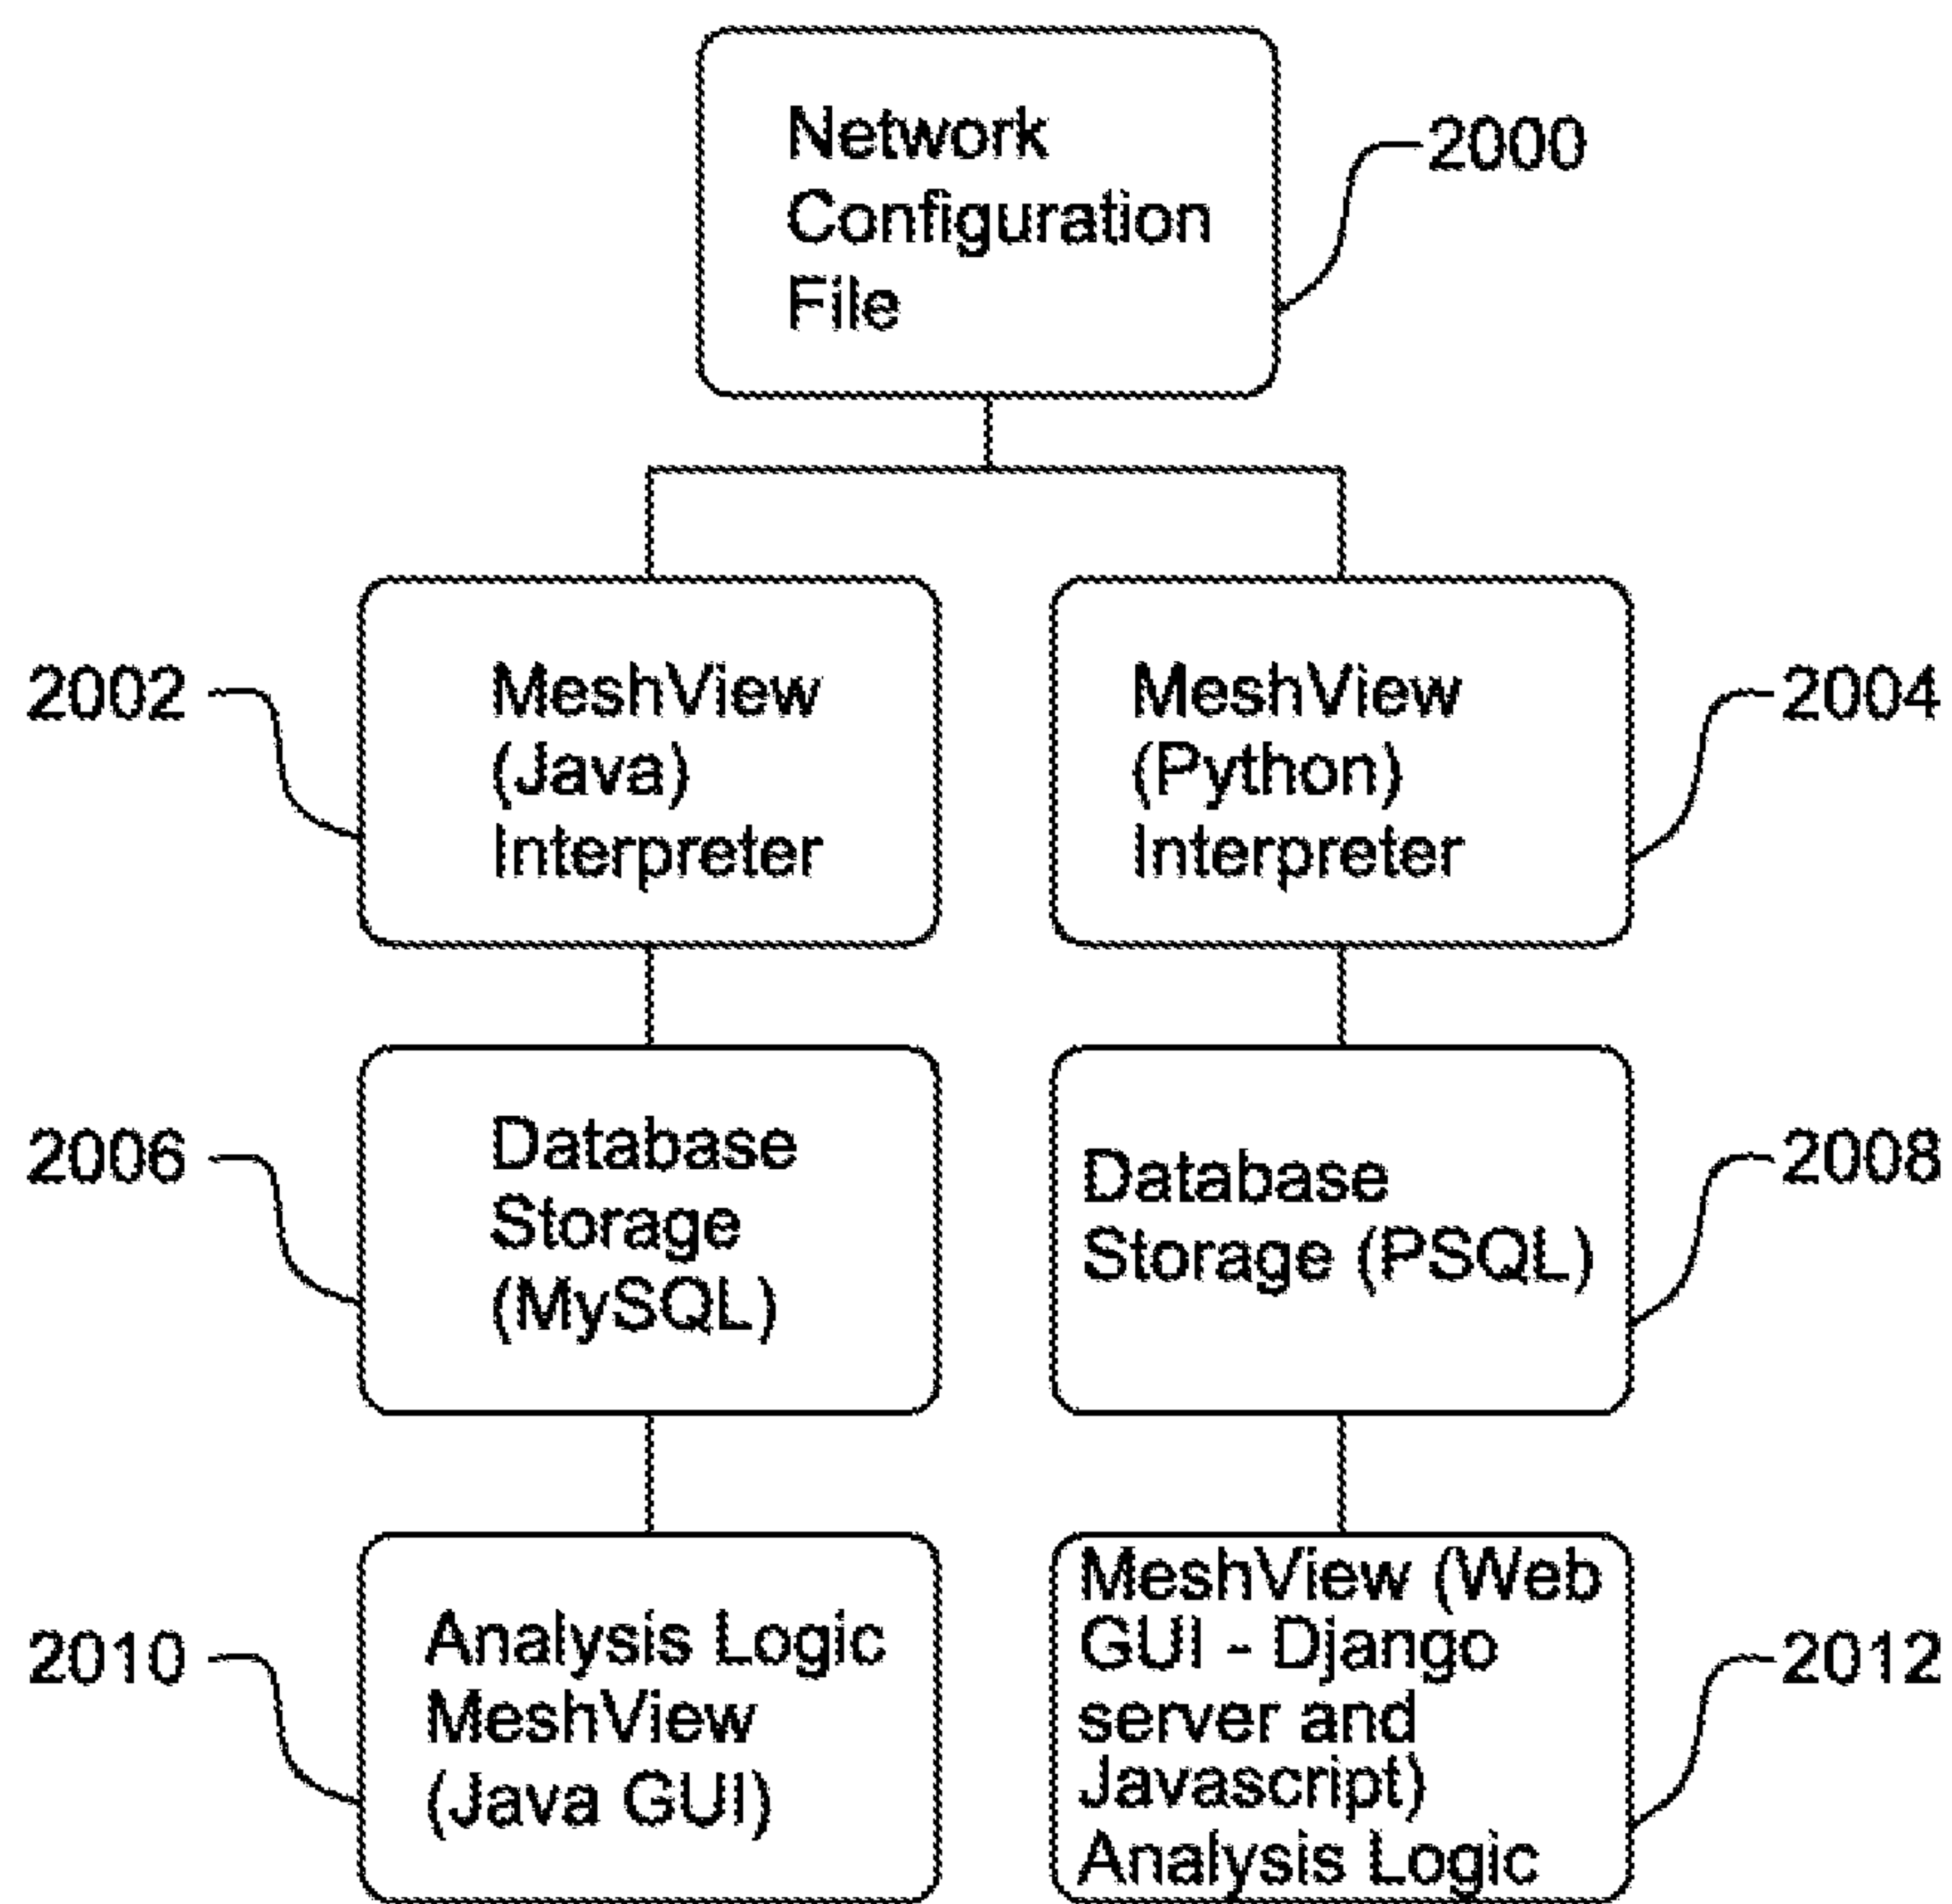 Network
Configuration
File
2000
2002
MeshView
(Java)
Interpreter
MeshView
(Python)
Interpreter
2004
2006
Database
Storage
(MySQL)
Database
Storage (PSQL)
2008
2010
Analysis Logic
MeshView
(Java GUI)
MeshView (Web
GUI - Django
server and
Javascript)
Analysis Logic
2012